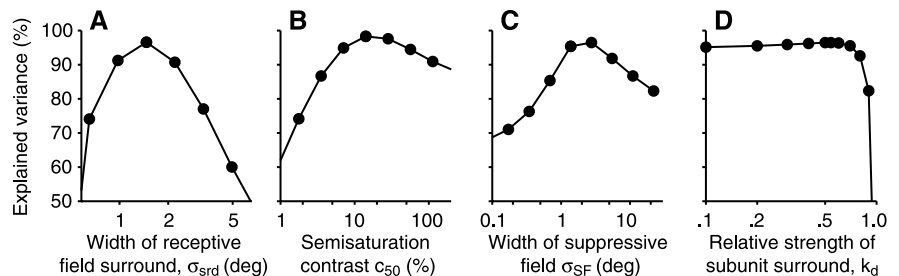 A
B
C
D
Explained variance (%)
100
90
80
70
60
50
1 2 5
1 10 100
0.1 1 10
.1 .2 .5 1.0
Width of receptive
field surround, σsrd (deg)
Semisaturation
contrast c50 (%)
Width of suppressive
field σSF (deg)
Relative strength of
subunit surround, kd